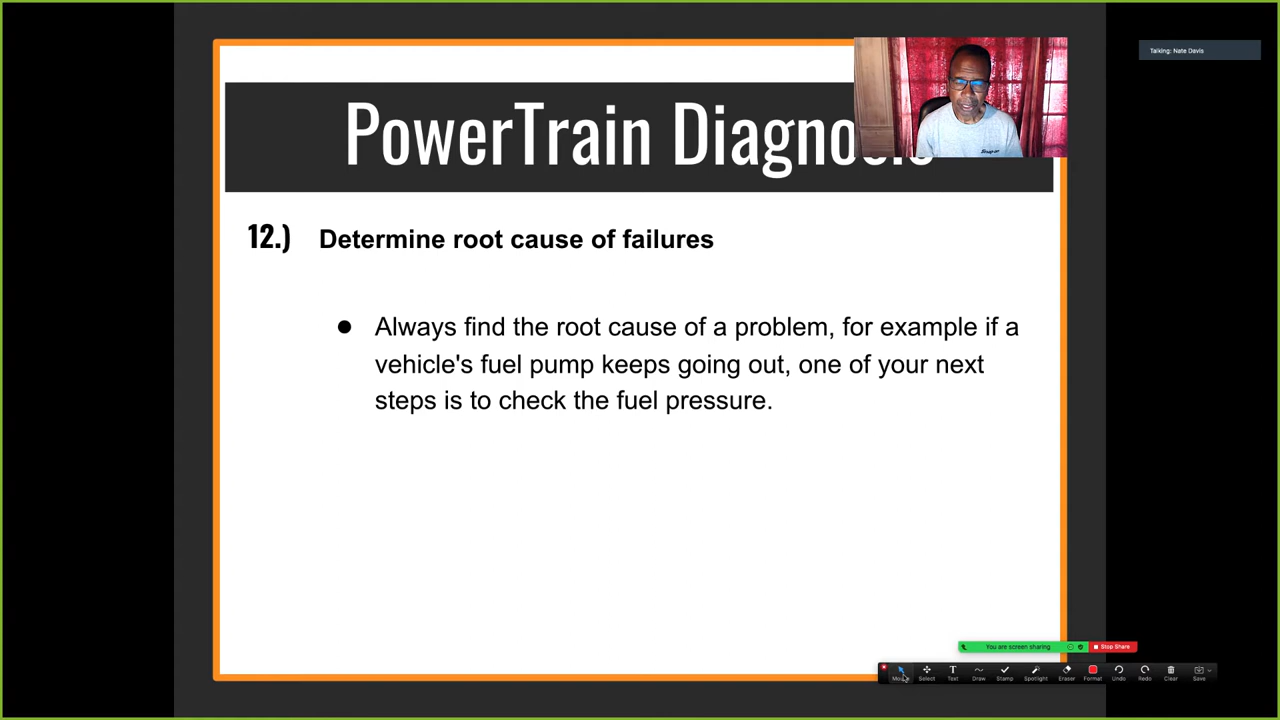 Talking: Nate Davis
PowerTrain Diagnosis
12.) Determine root cause of failures
● Always find the root cause of a problem, for example if a
vehicle's fuel pump keeps going out, one of your next
steps is to check the fuel pressure.
You are screen sharing
Stop Share
Mouse Select Text Draw Stamp Spotlight Eraser Format Undo Redo Clear Save